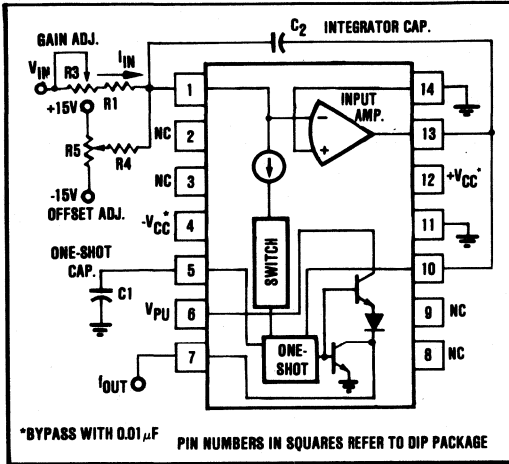 C2 INTEGRATOR CAP.
GAIN ADJ.
VIN
IIN
R3
R1
+15V
R5
R4
-15V
OFFSET ADJ.
1
NC 2
NC 3
-VCC* 4
ONE-SHOT
CAP.
5
C1
VPU 6
7
fOUT
INPUT
AMP.
−
+
SWITCH
ONE-
SHOT
14
13
12 +VCC*
11
10
9 NC
8 NC
*BYPASS WITH 0.01μF
PIN NUMBERS IN SQUARES REFER TO DIP PACKAGE